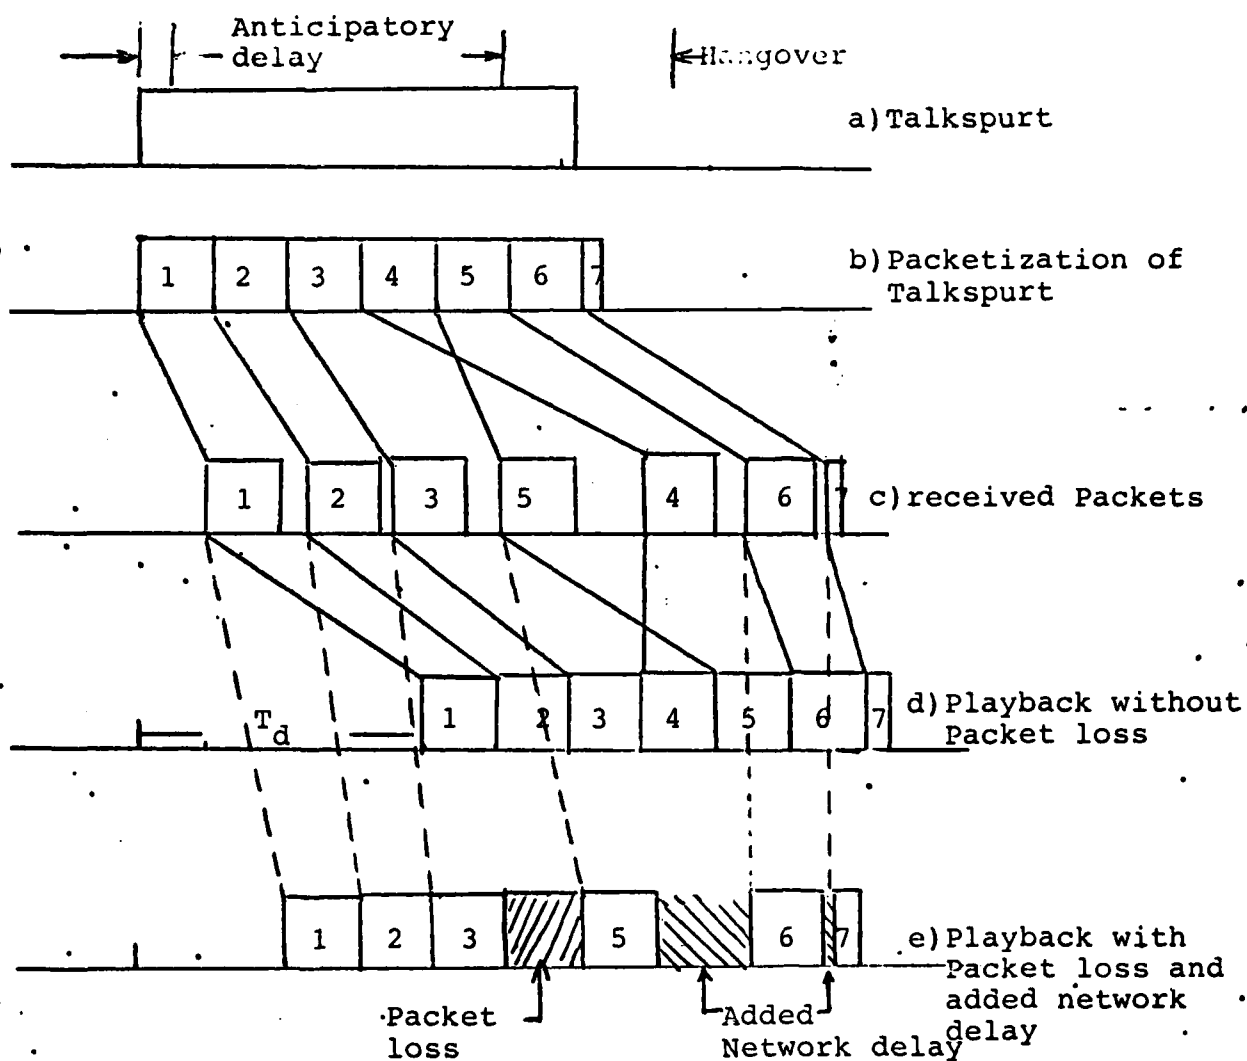 Anticipatory
delay
Hangover
a)Talkspurt
1 2 3 4 5 6 7
b)Packetization of
Talkspurt
1 2 3 5 4 6 7
c)received Packets
T
d
1 2 3 4 5 6 7
d)Playback without
Packet loss
1 2 3 5 6 7
e)Playback with
Packet loss and
added network
delay
Packet
loss
Added
Network delay